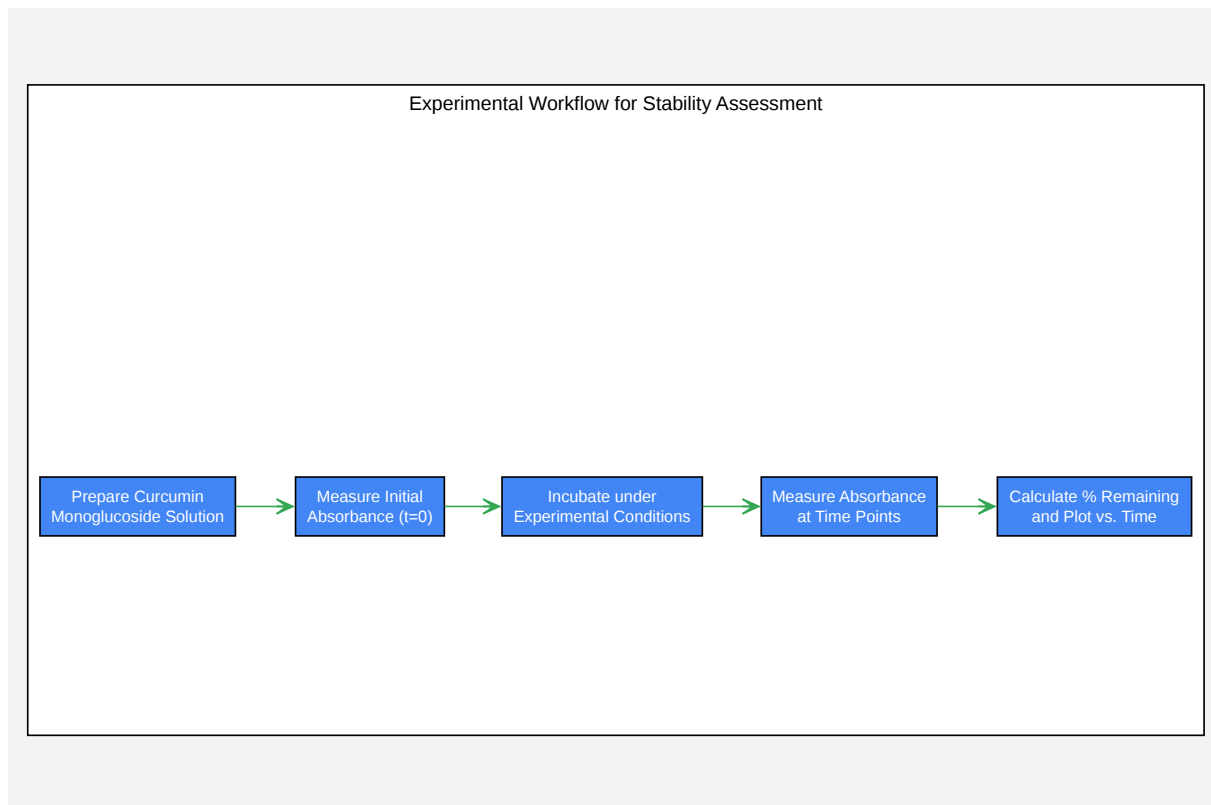 Experimental Workflow for Stability Assessment
Prepare Curcumin
Monoglucoside Solution
Measure Initial
Absorbance (t=0)
Incubate under
Experimental Conditions
Measure Absorbance
at Time Points
Calculate % Remaining
and Plot vs. Time